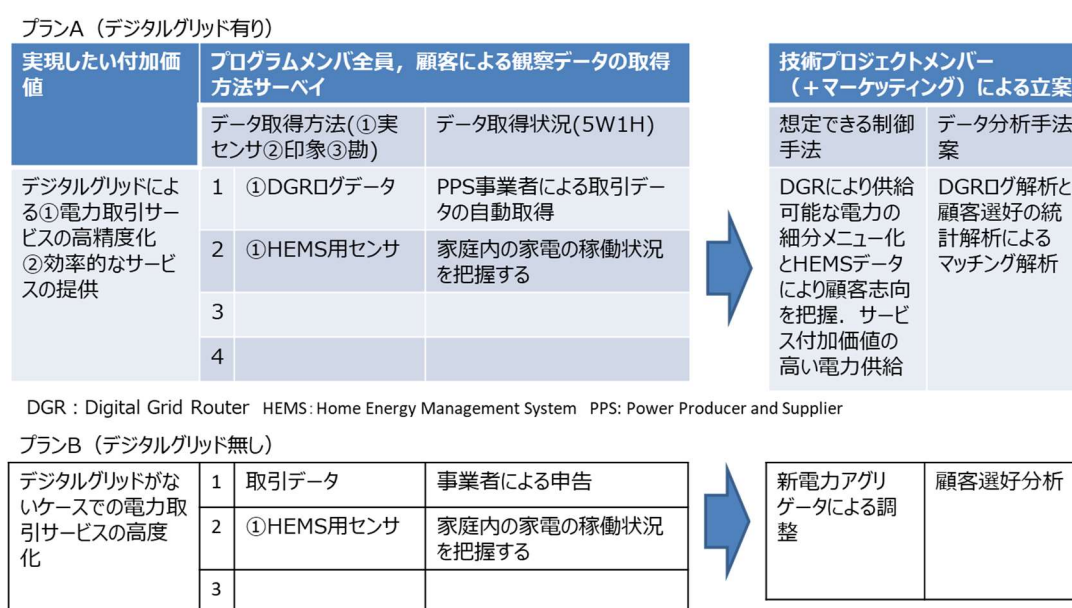 プランA（デジタルグリッド有り）
実現したい付加価
値
プログラムメンバ全員，顧客による観察データの取得
方法サーベイ
技術プロジェクトメンバー
（＋マーケッティング）による立案
データ取得方法(①実
センサ②印象③勘)
データ取得状況(5W1H)
想定できる制御
手法
データ分析手法
案
デジタルグリッドによ
る①電力取引サー
ビスの高精度化
②効率的なサービ
スの提供
1 ①DGRログデータ
PPS事業者による取引デー
タの自動取得
2 ①HEMS用センサ
家庭内の家電の稼働状況
を把握する
3
4
DGRにより供給
可能な電力の
細分メニュー化
とHEMSデータ
により顧客志向
を把握．サービ
ス付加価値の
高い電力供給
DGRログ解析と
顧客選好の統
計解析による
マッチング解析
DGR：Digital Grid Router HEMS：Home Energy Management System PPS: Power Producer and Supplier
プランB（デジタルグリッド無し）
デジタルグリッドがな
いケースでの電力取
引サービスの高度
化
1 取引データ
事業者による申告
2 ①HEMS用センサ
家庭内の家電の稼働状況
を把握する
3
新電力アグリ
ゲータによる調
整
顧客選好分析